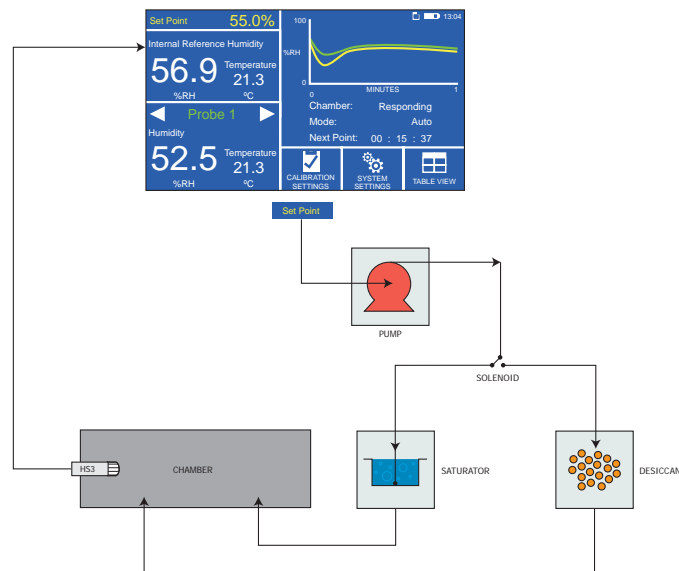 Set Point 55.0%
13:04
Internal Reference Humidity
56.9
%RH
Temperature
21.3
ºC
Probe 1
Humidity
52.5
%RH
Temperature
21.3
ºC
100
%RH
0
0
MINUTES
1
Chamber: Responding
Mode: Auto
Next Point: 00 : 15 : 37
CALIBRATION
SETTINGS
SYSTEM
SETTINGS
TABLE VIEW
Set Point
PUMP
SOLENOID
HS3
CHAMBER
SATURATOR
DESICCAN